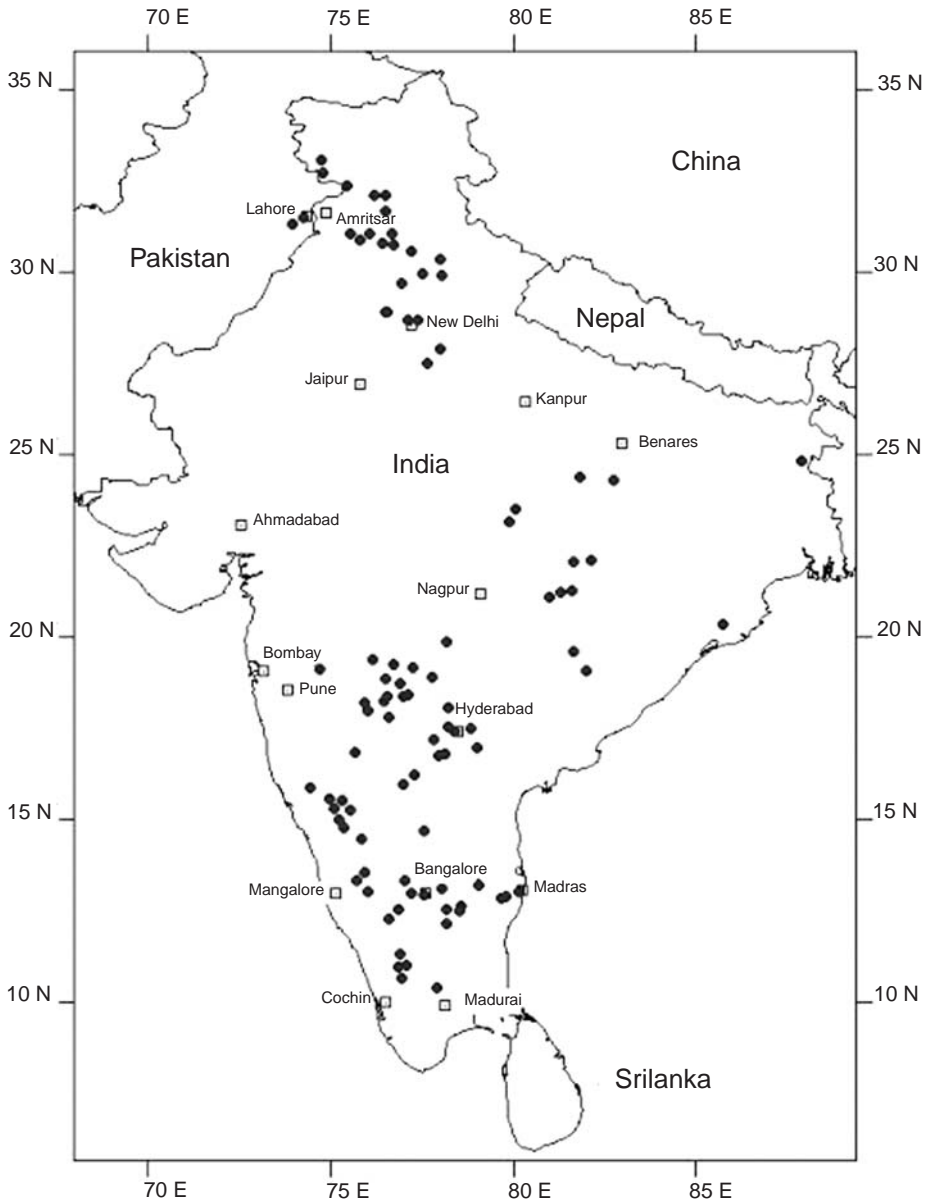 70 E 75 E 80 E 85 E
35 N 35 N
China
Lahore
Amritsar
Pakistan
30 N 30 N
Nepal
New Delhi
Jaipur
Kanpur
Benares
25 N India 25 N
Ahmadabad
Nagpur
20 N 20 N
Bombay
Pune
Hyderabad
15 N 15 N
Bangalore
Mangalore Madras
Cochin Madurai
10 N 10 N
Srilanka
70 E 75 E 80 E 85 E